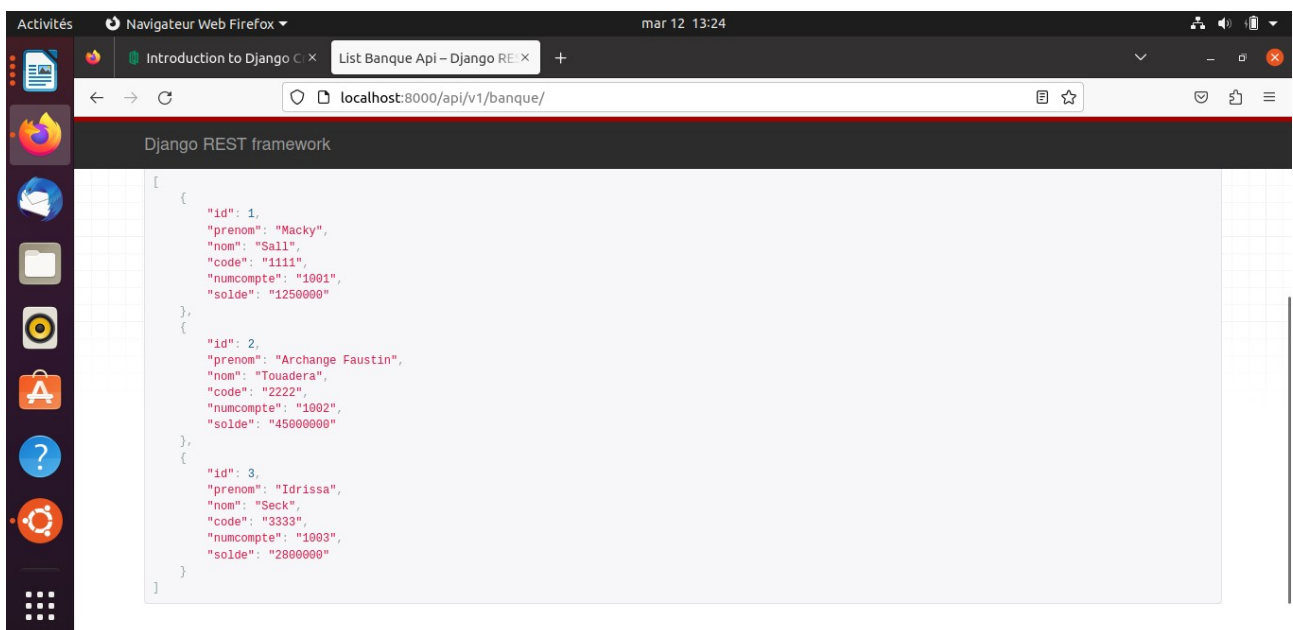 Activités
Navigateur Web Firefox
mar 12 13:24
Introduction to Django C
List Banque Api – Django RES
localhost:8000/api/v1/banque/
Django REST framework
[
{
"id": 1,
"prenom": "Macky",
"nom": "Sall",
"code": "1111",
"numcompte": "1001",
"solde": "1250000"
},
{
"id": 2,
"prenom": "Archange Faustin",
"nom": "Touadera",
"code": "2222",
"numcompte": "1002",
"solde": "45000000"
},
{
"id": 3,
"prenom": "Idrissa",
"nom": "Seck",
"code": "3333",
"numcompte": "1003",
"solde": "2800000"
}
]